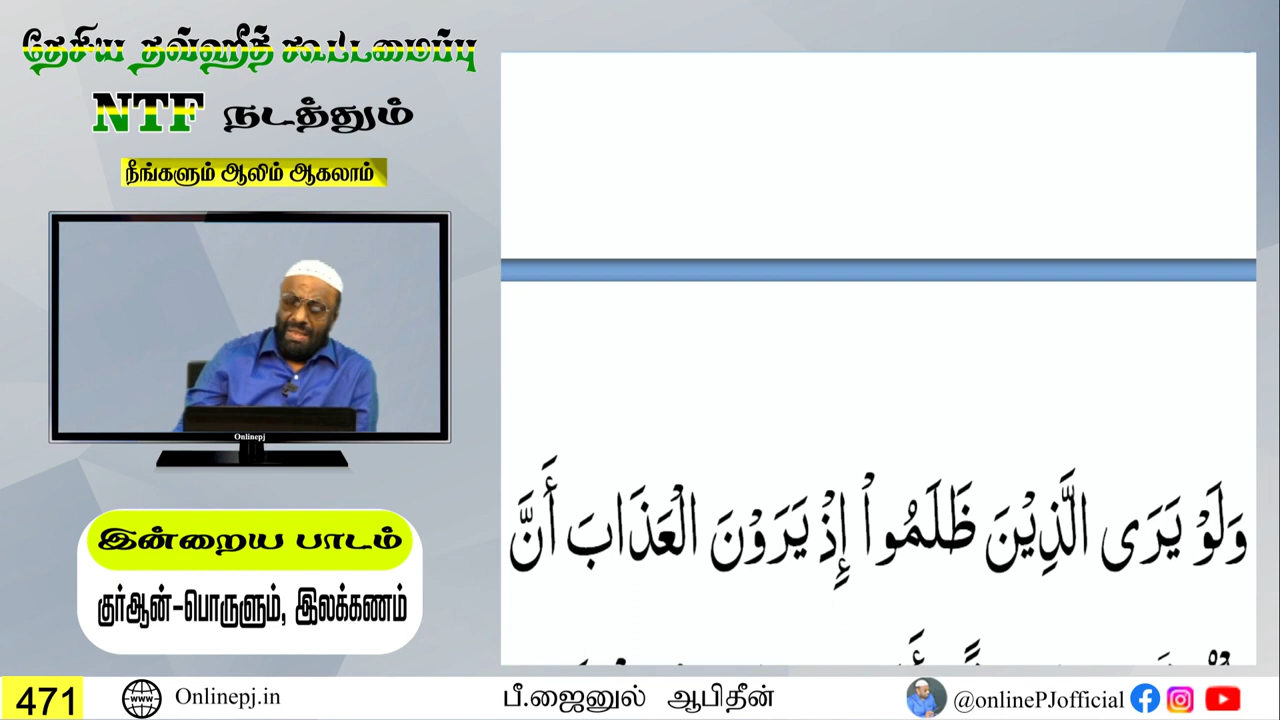 தேசிய தவ்ஹீத் கூட்டமைப்பு
NTF நடத்தும்
நீங்களும் ஆலிம் ஆகலாம்
Onlinepj
இன்றைய பாடம்
குர்ஆன்-பொருளும், இலக்கணம்
وَلَوْ يَرَى الَّذِيْنَ ظَلَمُواْ إِذْ يَرَوْنَ الْعَذَابَ أَنَّ
471
www
Onlinepj.in
பீ.ஜைனுல் ஆபிதீன்
@onlinePJofficial